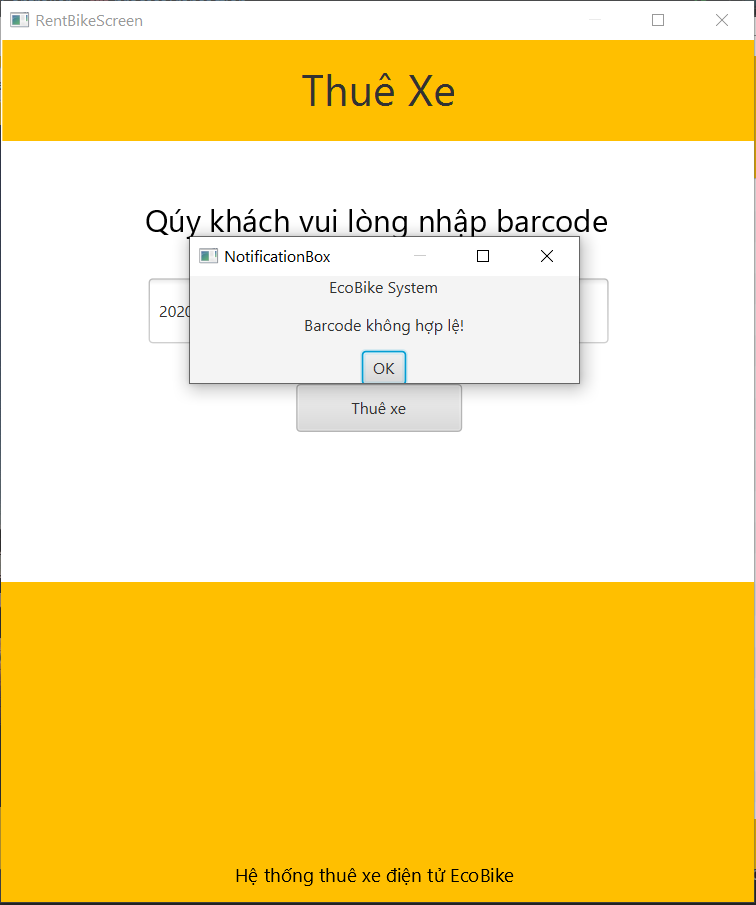 RentBikeScreen
Thuê Xe
Qúy khách vui lòng nhập barcode
NotificationBox
EcoBike System
2020
Barcode không hợp lệ!
OK
Thuê xe
Hệ thống thuê xe điện tử EcoBike